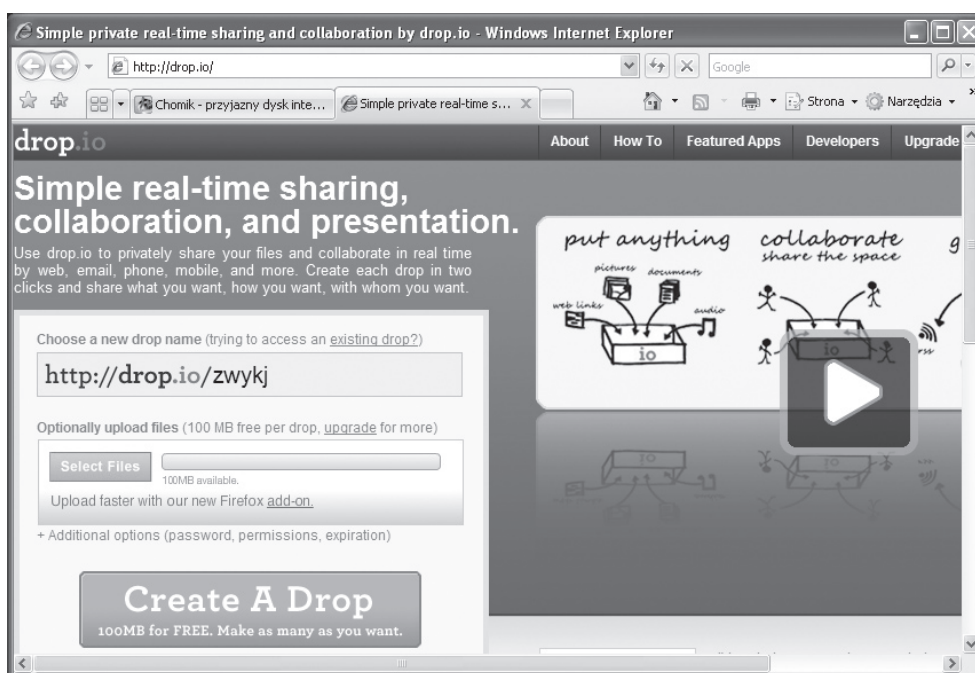 Simple private real-time sharing and collaboration by drop.io - Windows Internet Explorer
http://drop.io/
Google
Chomik - przyjazny dysk inte...
Simple private real-time s...
Strona
Narzędzia
drop.io
About How To Featured Apps Developers Upgrade
Simple real-time sharing,
collaboration, and presentation.
Use drop.io to privately share your files and collaborate in real time
by web, email, phone, mobile, and more. Create each drop in two
clicks and share what you want, how you want, with whom you want.
Choose a new drop name (trying to access an existing drop?)
http://drop.io/zwykj
Optionally upload files (100 MB free per drop, upgrade for more)
Select Files
100MB available.
Upload faster with our new Firefox add-on.
+ Additional options (password, permissions, expiration)
Create A Drop
100MB for FREE. Make as many as you want.
put anything
pictures
documents
web links
audio
io
collaborate
share the space
io
g